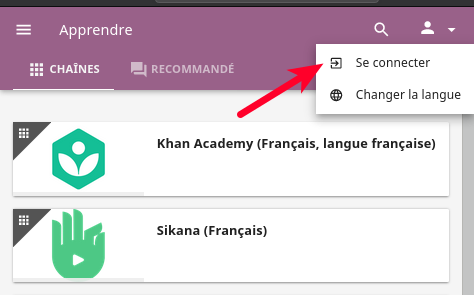 Apprendre
CHAÎNES
RECOMMANDÉ
Se connecter
Changer la langue
Khan Academy (Français, langue française)
Sikana (Français)